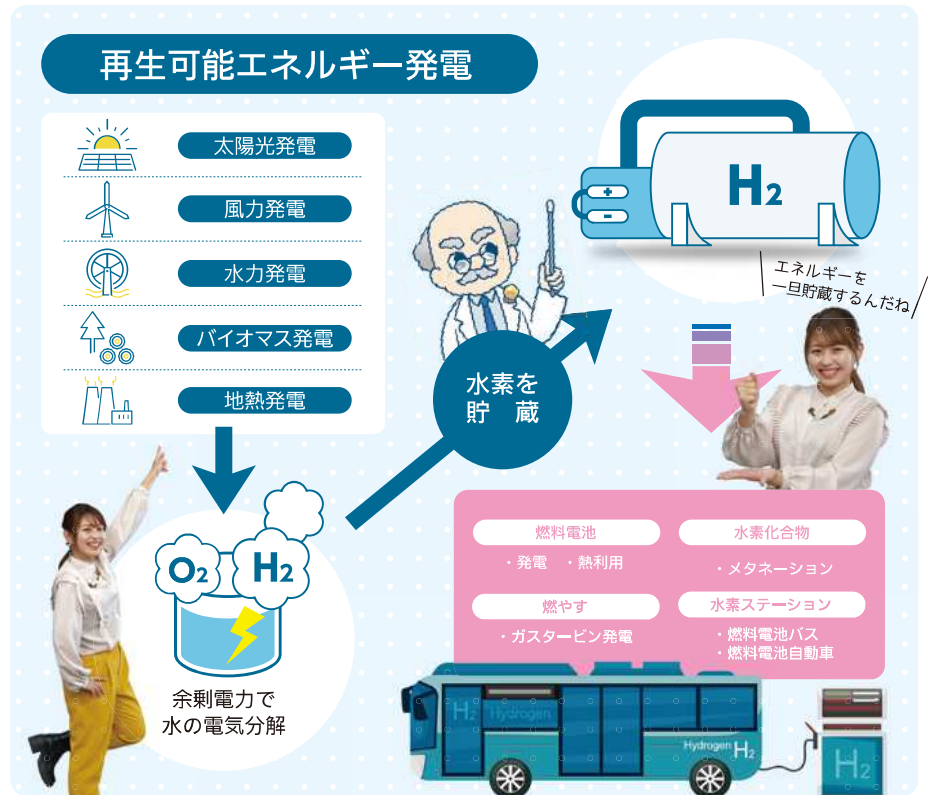 再生可能エネルギー発電
太陽光発電
風力発電
水力発電
バイオマス発電
地熱発電
O2
H2
余剰電力で
水の電気分解
水素を
貯 蔵
+
-
H2
エネルギーを
一旦貯蔵するんだね
燃料電池
・発電 ・熱利用
水素化合物
・メタネーション
燃やす
・ガスタービン発電
水素ステーション
・燃料電池バス
・燃料電池自動車
H2 Hydrogen
Hydrogen H2
H2